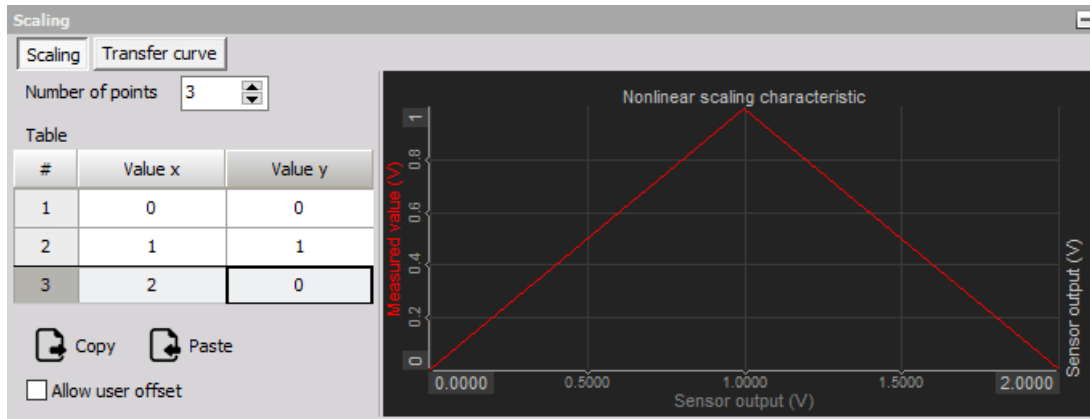 Scaling
Scaling Transfer curve
Number of points 3
Table
# Value x Value y
1 0 0
2 1 1
3 2 0
Copy Paste
Allow user offset
Nonlinear scaling characteristic
Measured value (V)
1
0.8
0.6
0.4
0.2
0
0.0000 0.5000 1.0000 1.5000 2.0000
Sensor output (V)
Sensor output (V)